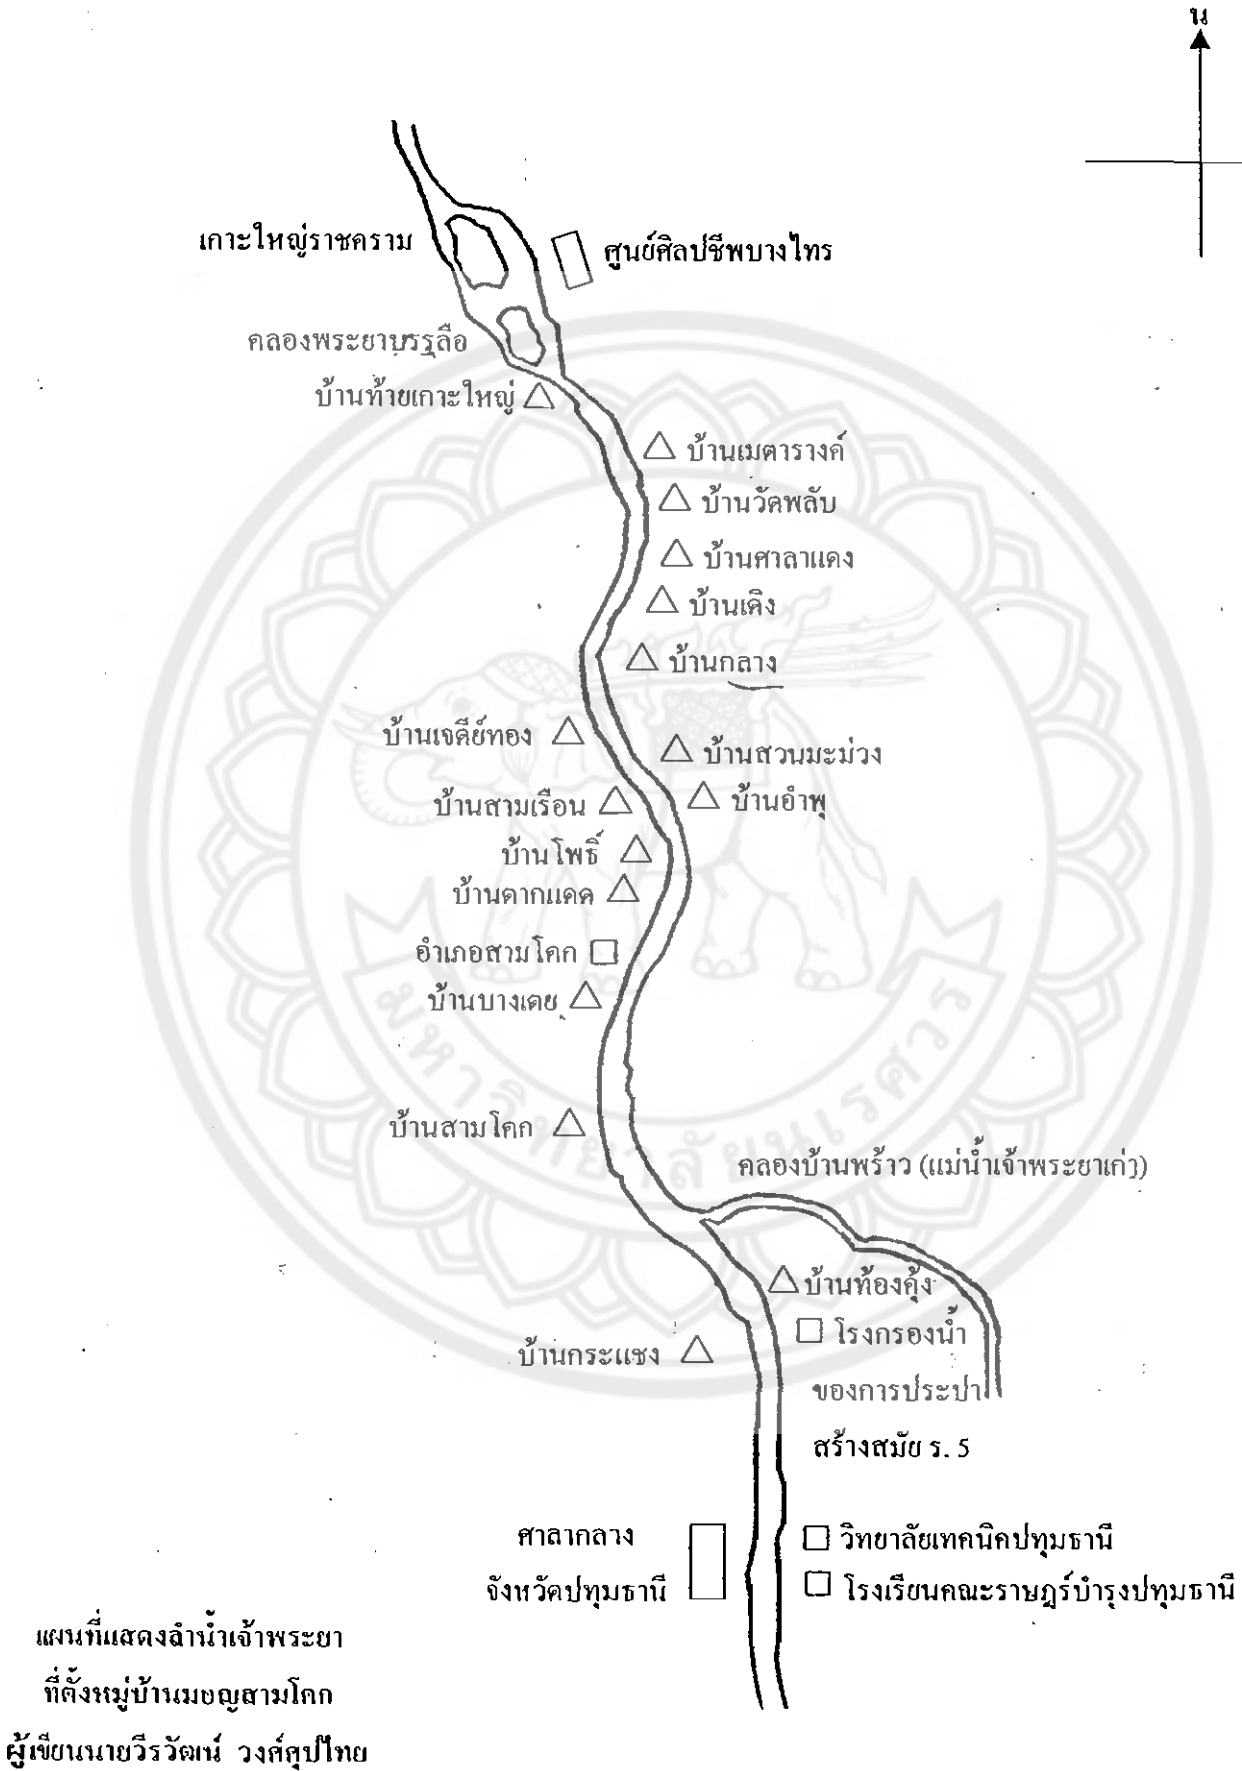 น
เกาะใหญ่ราชคราม
ศูนย์ศิลปชีพบางไทร
คลองพระยาบรรลือ
บ้านท้ายเกาะใหญ่
บ้านเมตารางค์
บ้านวัดพลับ
บ้านศาลาแดง
บ้านเดิง
บ้านกลาง
บ้านเจดีย์ทอง
บ้านสวนมะม่วง
บ้านสามเรือน
บ้านอำพุ
บ้านโพธิ์
บ้านตากแดด
อำเภอสามโคก
บ้านบางเตย
มหาวิทยาลัยนเรศวร
บ้านสามโคก
คลองบ้านพร้าว (แม่น้ำเจ้าพระยาเก่า)
บ้านท้องคุ้ง
โรงกรองน้ำ
บ้านกระแชง
ของการประปา
สร้างสมัย ร. 5
ศาลากลาง
จังหวัดปทุมธานี
วิทยาลัยเทคนิคปทุมธานี
โรงเรียนคณะราษฎร์บำรุงปทุมธานี
แผนที่แสดงลำน้ำเจ้าพระยา
ที่ตั้งหมู่บ้านมอญสามโคก
ผู้เขียนนายวีรวัฒน์ วงศ์ศุปไทย